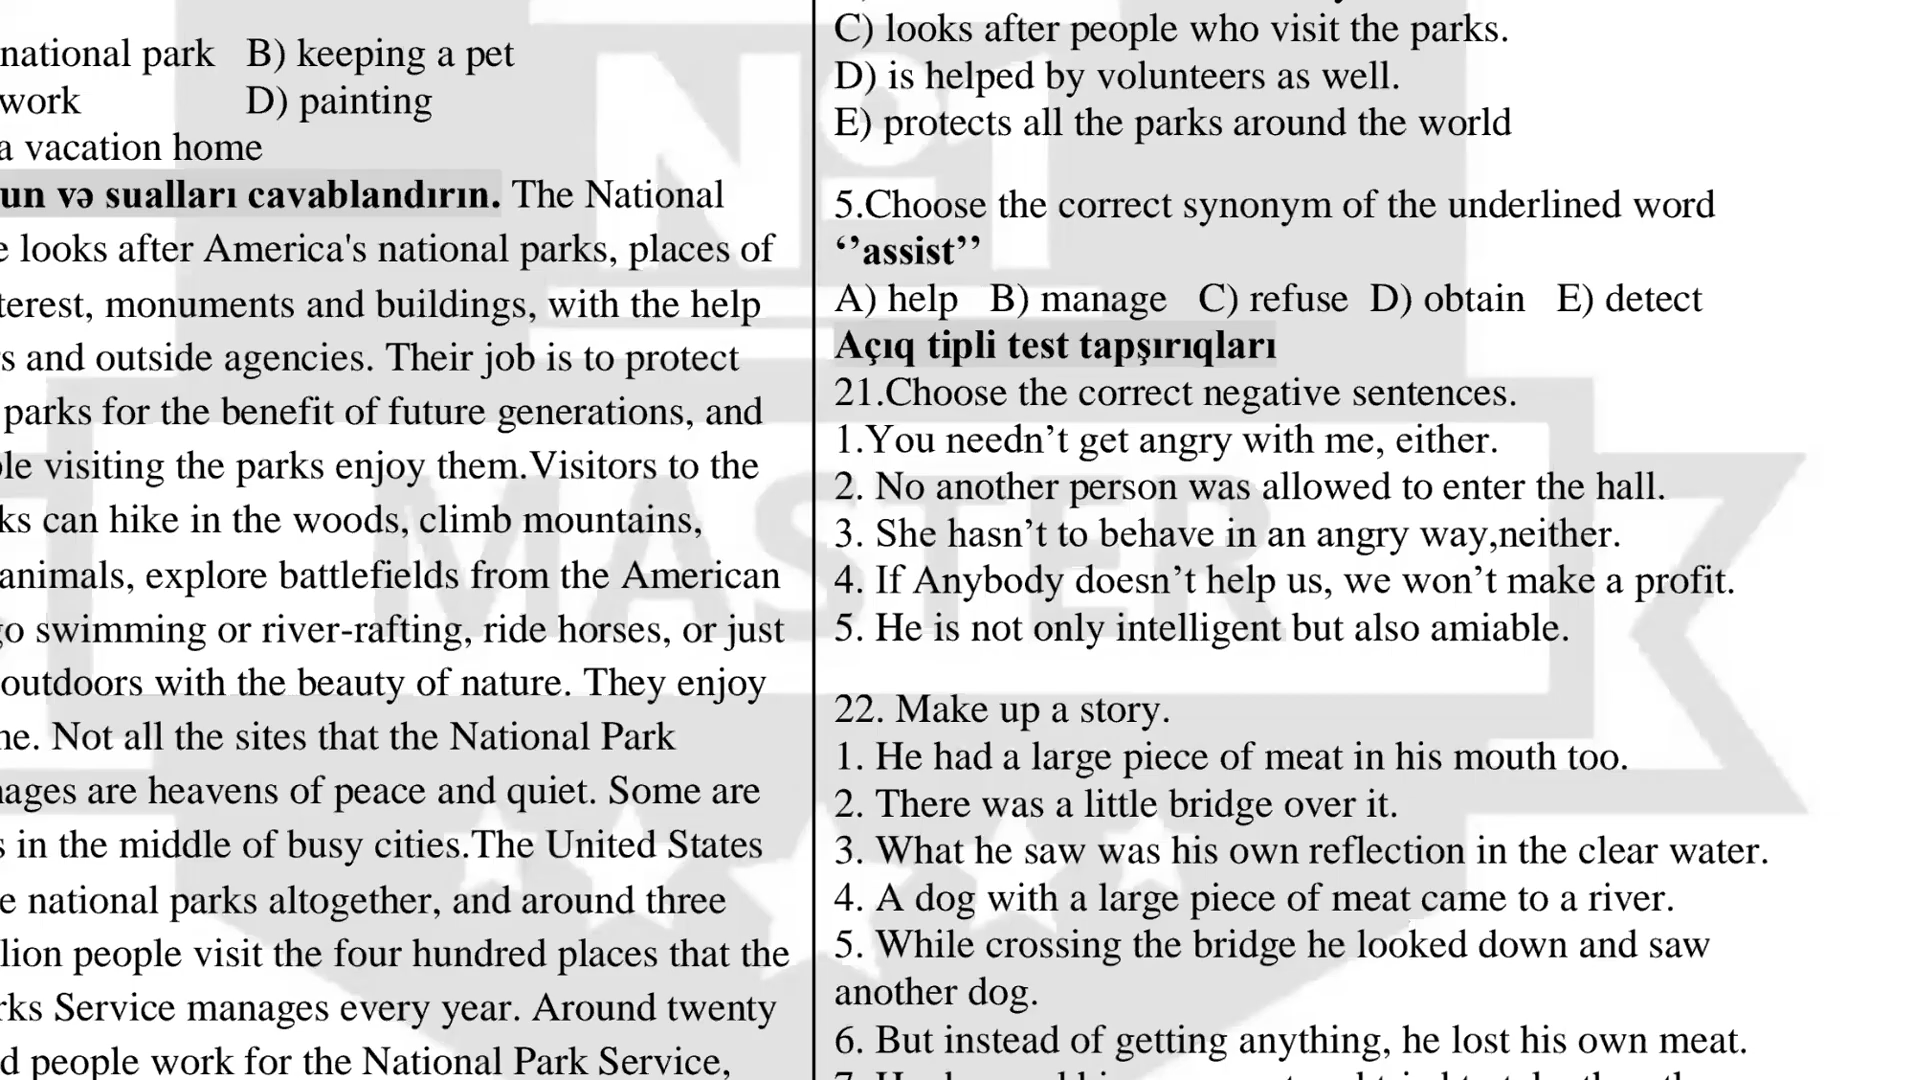 national park B) keeping a pet
work D) painting
a vacation home
un və sualları cavablandırın. The National
e looks after America's national parks, places of
terest, monuments and buildings, with the help
s and outside agencies. Their job is to protect
parks for the benefit of future generations, and
le visiting the parks enjoy them.Visitors to the
ks can hike in the woods, climb mountains,
animals, explore battlefields from the American
go swimming or river-rafting, ride horses, or just
outdoors with the beauty of nature. They enjoy
ne. Not all the sites that the National Park
nages are heavens of peace and quiet. Some are
s in the middle of busy cities.The United States
e national parks altogether, and around three
lion people visit the four hundred places that the
rks Service manages every year. Around twenty
d people work for the National Park Service,
C) looks after people who visit the parks.
D) is helped by volunteers as well.
E) protects all the parks around the world
5.Choose the correct synonym of the underlined word
‘’assist’’
A) help B) manage C) refuse D) obtain E) detect
Açıq tipli test tapşırıqları
21.Choose the correct negative sentences.
1.You needn’t get angry with me, either.
2. No another person was allowed to enter the hall.
3. She hasn’t to behave in an angry way,neither.
4. If Anybody doesn’t help us, we won’t make a profit.
5. He is not only intelligent but also amiable.
22. Make up a story.
1. He had a large piece of meat in his mouth too.
2. There was a little bridge over it.
3. What he saw was his own reflection in the clear water.
4. A dog with a large piece of meat came to a river.
5. While crossing the bridge he looked down and saw
another dog.
6. But instead of getting anything, he lost his own meat.
№1
MASTER